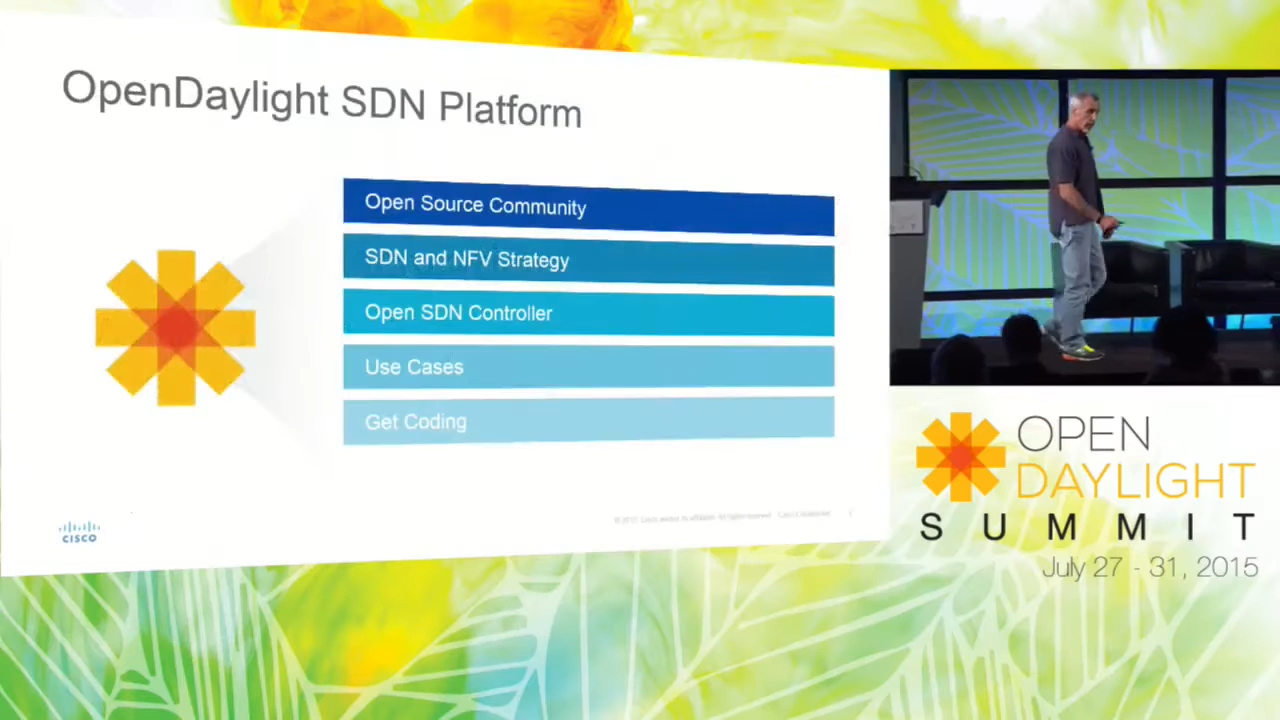 OpenDaylight SDN Platform
Open Source Community
SDN and NFV Strategy
Open SDN Controller
Use Cases
Get Coding
CISCO
OPEN
DAYLIGHT
SUMMIT
July 27 - 31, 2015